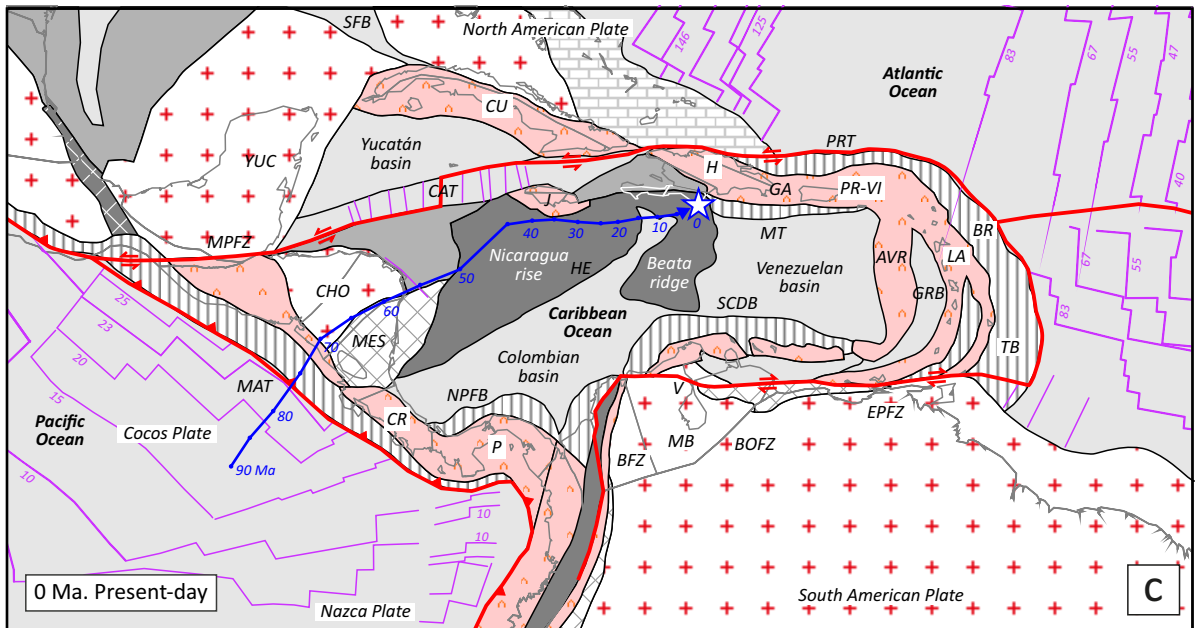 SFB
North American Plate
146
125
83
67
55
47
Atlantic
Ocean
CU
YUC
Yucatán
basin
PRT
H
CAT
GA
PR-VI
40
J
MPFZ
40
30
20
10
0
MT
BR
Nicaragua
rise
HE
Beata
ridge
Venezuelan
basin
AVR
LA
67
55
50
CHO
25
60
GRB
SCDB
83
23
Caribbean
Ocean
70
MES
TB
20
Colombian
basin
MAT
15
NPFB
V
EPFZ
80
CR
Pacific
Ocean
Cocos Plate
P
MB
BOFZ
BFZ
90 Ma
10
10
10
0 Ma. Present-day
Nazca Plate
South American Plate
C